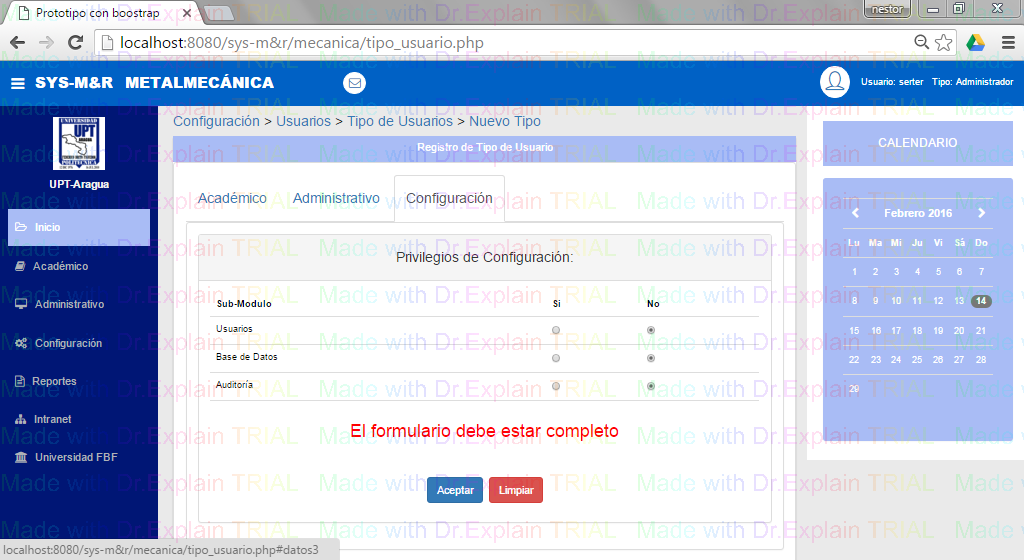 Prototipo con boostrap
nestor
localhost:8080/sys-m&r/mecanica/tipo_usuario.php
SYS-M&R METALMECÁNICA
Usuario: serter Tipo: Administrador
UNIVERSIDAD
UPT
ARAGUA
POLITECNICA
UPT-Aragua
Inicio
Académico
Administrativo
Configuración
Reportes
Intranet
Universidad FBF
Configuración > Usuarios > Tipo de Usuarios > Nuevo Tipo
Registro de Tipo de Usuario
Académico Administrativo Configuración
Privilegios de Configuración:
Sub-Modulo Si No
Usuarios
Base de Datos
Auditoría
El formulario debe estar completo
Aceptar Limpiar
CALENDARIO
Febrero 2016
Lu Ma Mi Ju Vi Sá Do
1 2 3 4 5 6 7
8 9 10 11 12 13 14
15 16 17 18 19 20 21
22 23 24 25 26 27 28
29
localhost:8080/sys-m&r/mecanica/tipo_usuario.php#datos3
Made with Dr.Explain TRIAL